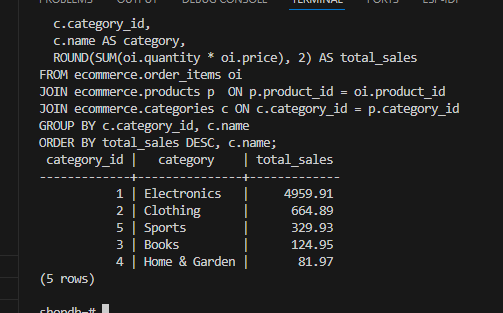 PROBLEMS OUTPUT DEBUG CONSOLE TERMINAL PORTS ESP-IDF
c.category_id,
c.name AS category,
ROUND(SUM(oi.quantity * oi.price), 2) AS total_sales
FROM ecommerce.order_items oi
JOIN ecommerce.products p  ON p.product_id = oi.product_id
JOIN ecommerce.categories c ON c.category_id = p.category_id
GROUP BY c.category_id, c.name
ORDER BY total_sales DESC, c.name;
category_id | category | total_sales
-------------+---------------+-------------
1 | Electronics | 4959.91
2 | Clothing | 664.89
5 | Sports | 329.93
3 | Books | 124.95
4 | Home & Garden | 81.97
(5 rows)
shopdb=#